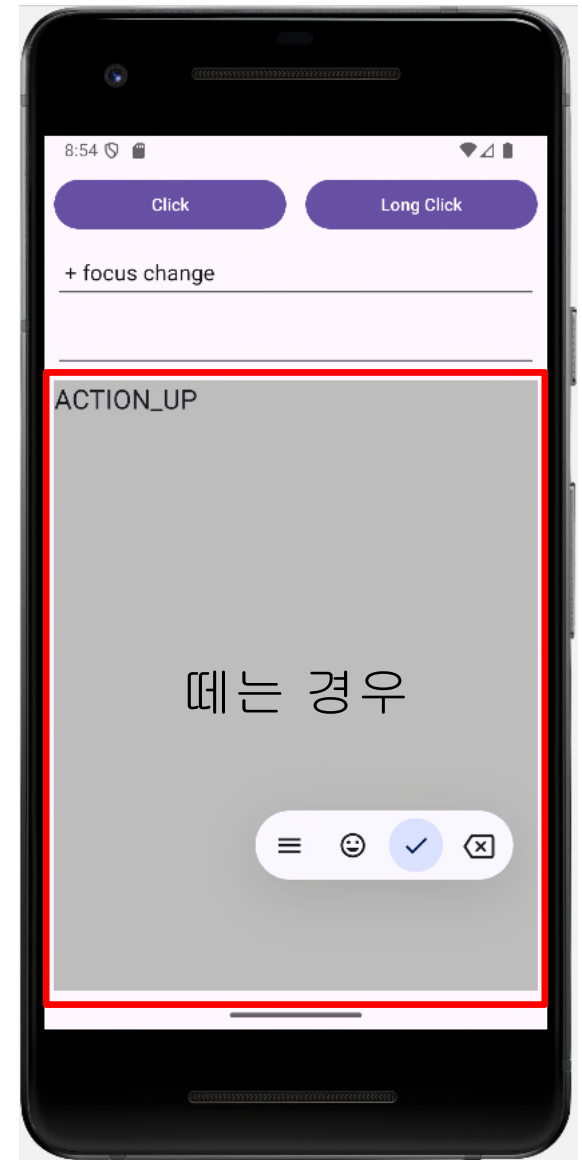 8:54
Click
Long Click
+ focus change
ACTION_UP
떼는 경우